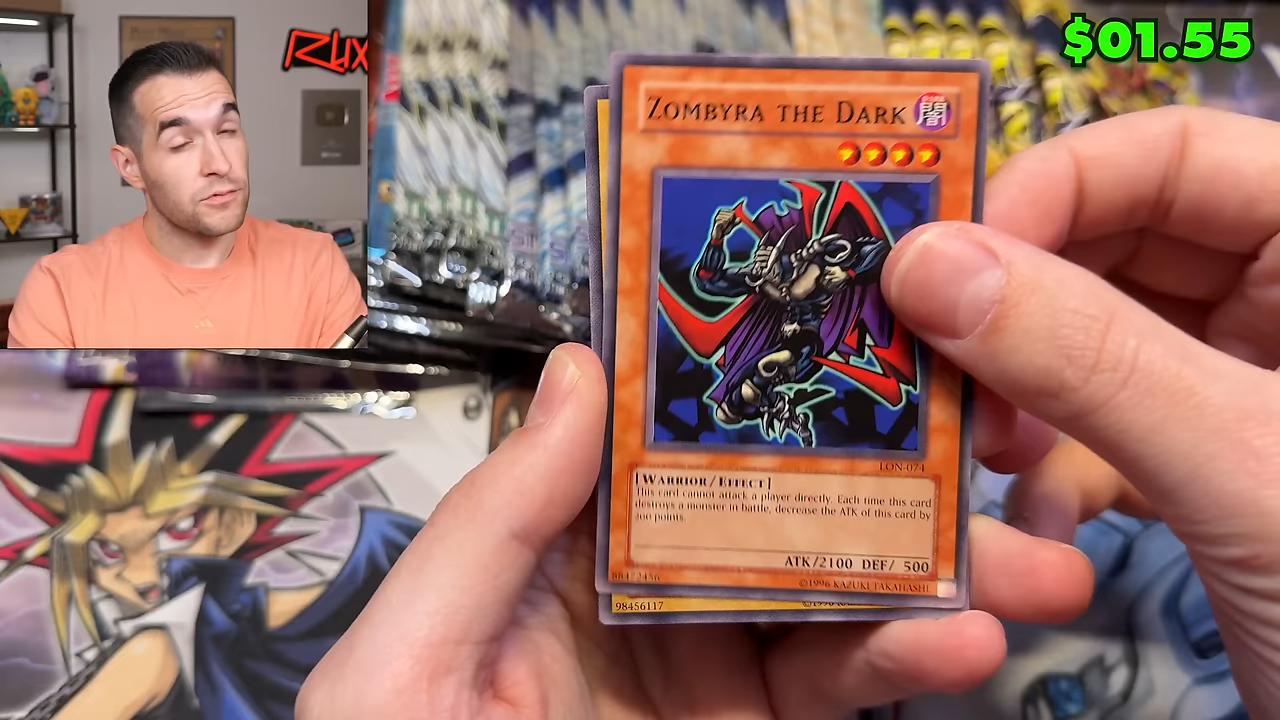 $01.55
ZOMBYRA THE DARK
闇
LON-074
[WARRIOR/EFFECT]
This card cannot attack a player directly. Each time this card
destroys a monster in battle, decrease the ATK of this card by
200 points.
ATK/2100 DEF/ 500
88472456
©1996 KAZUKI TAKAHASHI
98456117